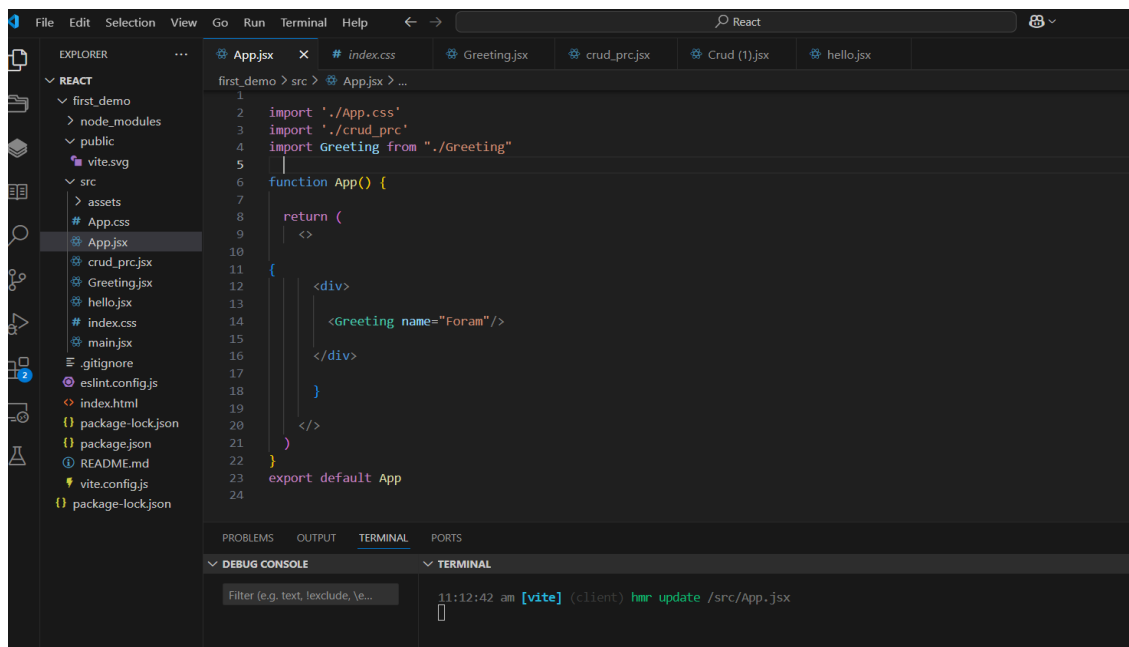 File Edit Selection View Go Run Terminal Help
React
EXPLORER
REACT
first_demo
node_modules
public
vite.svg
src
assets
# App.css
App.jsx
crud_prc.jsx
Greeting.jsx
hello.jsx
# index.css
main.jsx
.gitignore
eslint.config.js
<> index.html
{} package-lock.json
{} package.json
README.md
vite.config.js
{} package-lock.json
2
App.jsx # index.css Greeting.jsx crud_prc.jsx Crud (1).jsx hello.jsx
first_demo > src > App.jsx > ...
1
2 import './App.css'
3 import './crud_prc'
4 import Greeting from "./Greeting"
5
6 function App() {
7
8 return (
9 <>
10
11 {
12 <div>
13
14 <Greeting name="Foram"/>
15
16 </div>
17
18 }
19
20 </>
21 )
22 }
23 export default App
24
PROBLEMS OUTPUT TERMINAL PORTS
DEBUG CONSOLE
Filter (e.g. text, !exclude, \e...
TERMINAL
11:12:42 am [vite] (client) hmr update /src/App.jsx